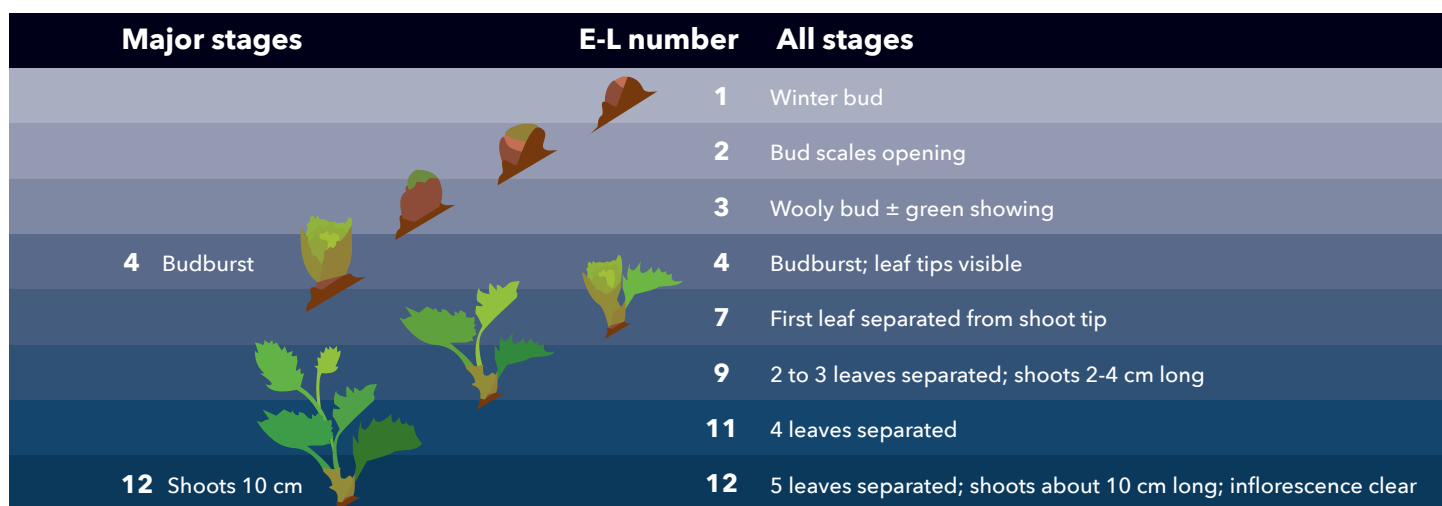 Major stages E-L number All stages
1 Winter bud
2 Bud scales opening
3 Wooly bud ± green showing
4 Budburst 4 Budburst; leaf tips visible
7 First leaf separated from shoot tip
9 2 to 3 leaves separated; shoots 2-4 cm long
11 4 leaves separated
12 Shoots 10 cm 12 5 leaves separated; shoots about 10 cm long; inflorescence clear